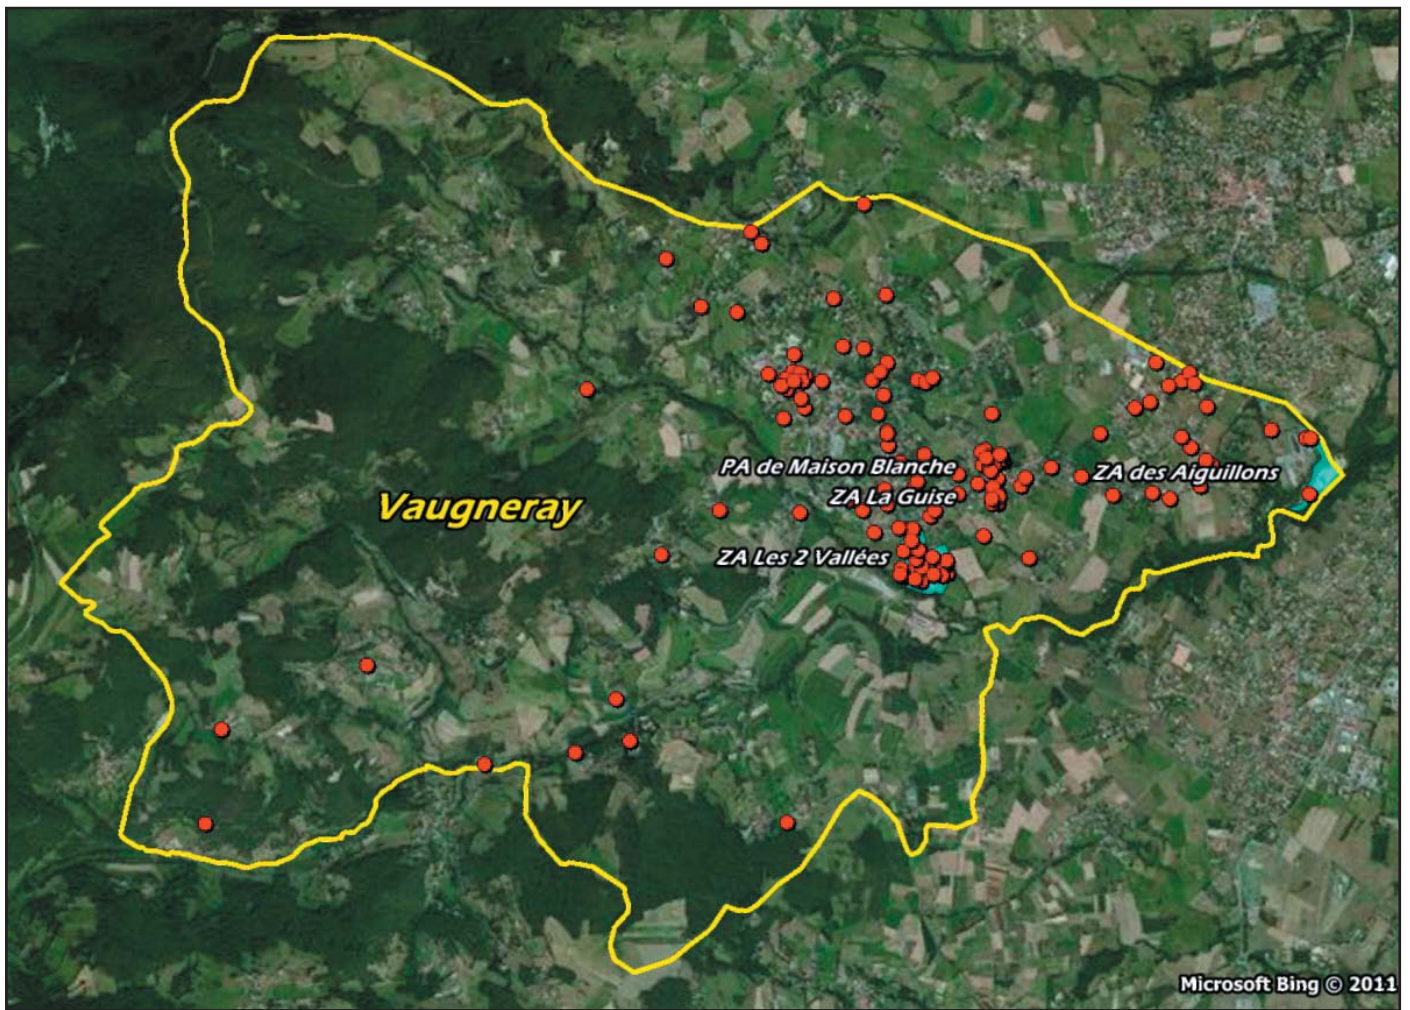 PA de Maison Blanche
ZA des Aiguillons
ZA La Guise
Vaugneray
ZA Les 2 Vallées
Microsoft Bing © 2011